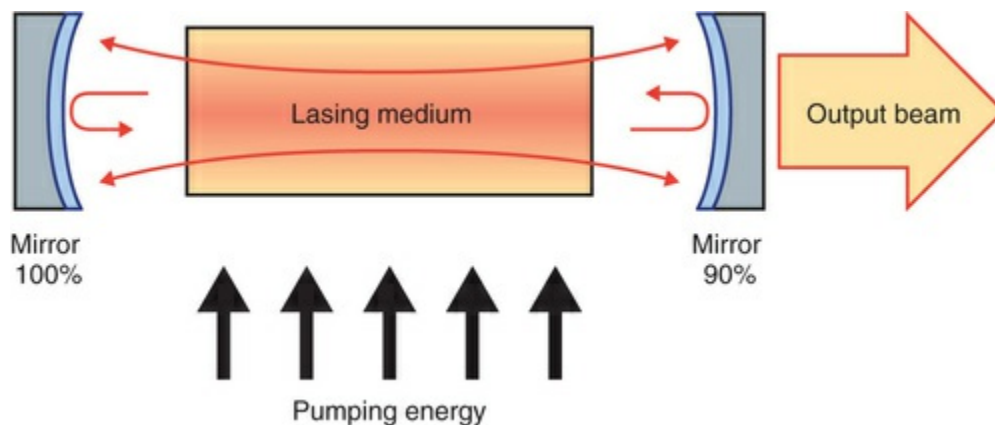 Lasing medium
Output beam
Mirror
100%
Mirror
90%
Pumping energy